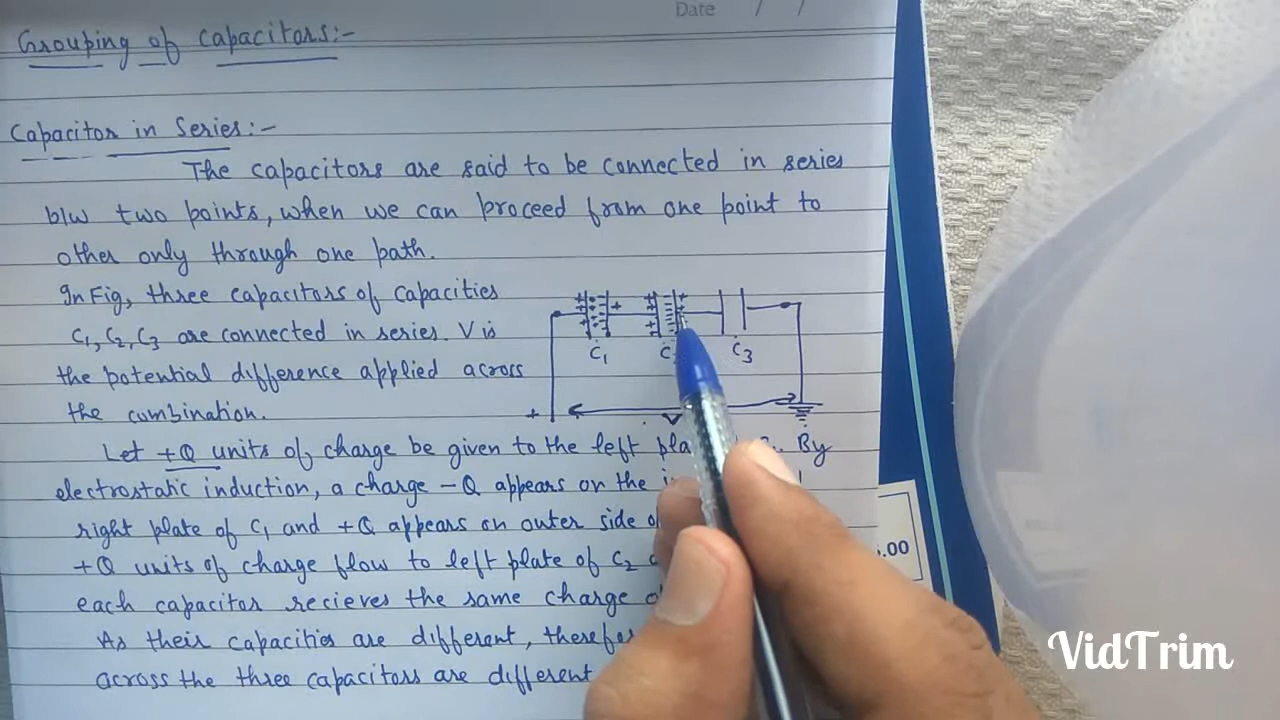 Date / /
Grouping of capacitors:-
Capacitor in Series:-
The capacitors are said to be connected in series
b/w two points, when we can proceed from one point to
other only through one path.
In Fig, three capacitors of capacities
C1, C2, C3 are connected in series. V is
the potential difference applied across
the combination.
+ + C1 C3
+ V
Let +Q units of charge be given to the left By
electrostatic induction, a charge -Q appears on the
right plate of C1 and +Q appears on outer side
+Q units of charge flow to left plate of C2
each capacitor recieves the same charge
As their capacities are different,
across the three capacitors are different
.00
VidTrim